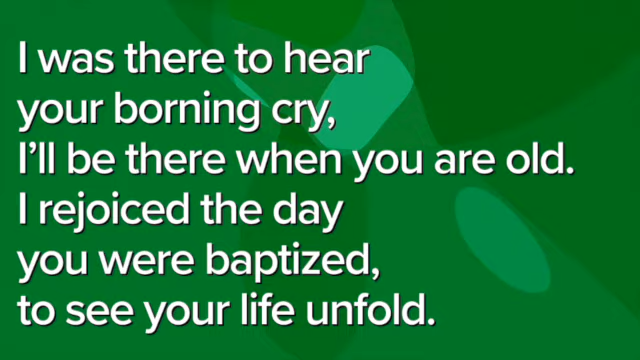 I was there to hear
your borning cry,
I’ll be there when you are old.
I rejoiced the day
you were baptized,
to see your life unfold.